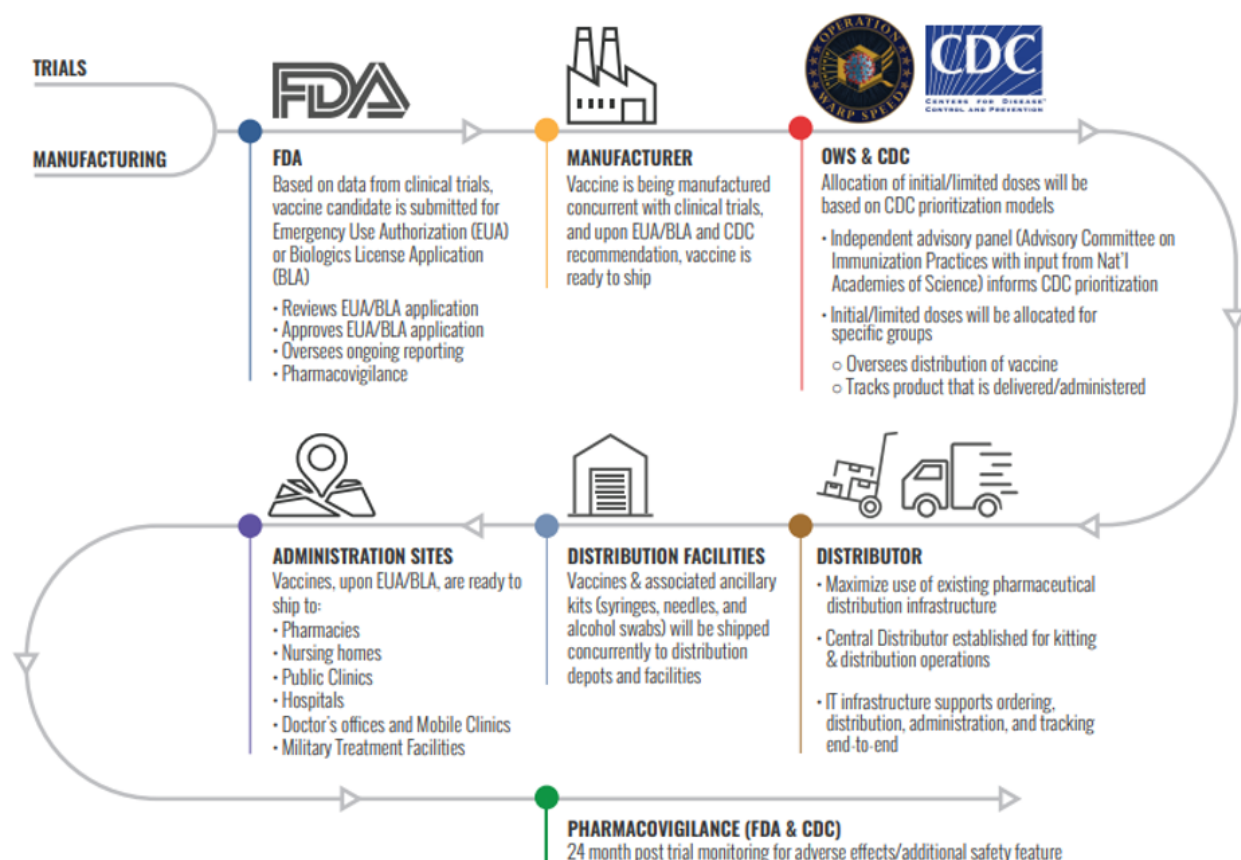 TRIALS
MANUFACTURING
FDA
OPERATION
WARP SPEED
CDC
CENTERS FOR DISEASE
CONTROL AND PREVENTION
FDA
Based on data from clinical trials,
vaccine candidate is submitted for
Emergency Use Authorization (EUA)
or Biologics License Application
(BLA)
• Reviews EUA/BLA application
• Approves EUA/BLA application
• Oversees ongoing reporting
• Pharmacovigilance
MANUFACTURER
Vaccine is being manufactured
concurrent with clinical trials,
and upon EUA/BLA and CDC
recommendation, vaccine is
ready to ship
OWS & CDC
Allocation of initial/limited doses will be
based on CDC prioritization models
• Independent advisory panel (Advisory Committee on
Immunization Practices with input from Nat'l
Academies of Science) informs CDC prioritization
• Initial/limited doses will be allocated for
specific groups
○ Oversees distribution of vaccine
○ Tracks product that is delivered/administered
ADMINISTRATION SITES
Vaccines, upon EUA/BLA, are ready to
ship to:
• Pharmacies
• Nursing homes
• Public Clinics
• Hospitals
• Doctor's offices and Mobile Clinics
• Military Treatment Facilities
DISTRIBUTION FACILITIES
Vaccines & associated ancillary
kits (syringes, needles, and
alcohol swabs) will be shipped
concurrently to distribution
depots and facilities
DISTRIBUTOR
• Maximize use of existing pharmaceutical
distribution infrastructure
• Central Distributor established for kitting
& distribution operations
• IT infrastructure supports ordering,
distribution, administration, and tracking
end-to-end
PHARMACOVIGILANCE (FDA & CDC)
24 month post trial monitoring for adverse effects/additional safety feature